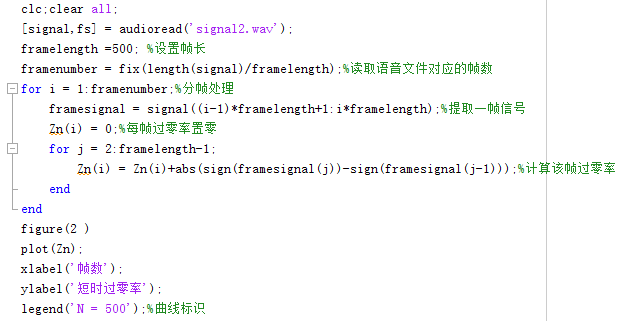 clc;clear all;
[signal,fs] = audioread('signal2.wav');
framelength =500; %设置帧长
framenumber = fix(length(signal)/framelength);%读取语音文件对应的帧数
for i = 1:framenumber;%分帧处理
framesignal = signal((i-1)*framelength+1:i*framelength);%提取一帧信号
Zn(i) = 0;%每帧过零率置零
for j = 2:framelength-1;
Zn(i) = Zn(i)+abs(sign(framesignal(j))-sign(framesignal(j-1)));%计算该帧过零率
end
end
figure(2 )
plot(Zn);
xlabel('帧数');
ylabel('短时过零率');
legend('N = 500');%曲线标识